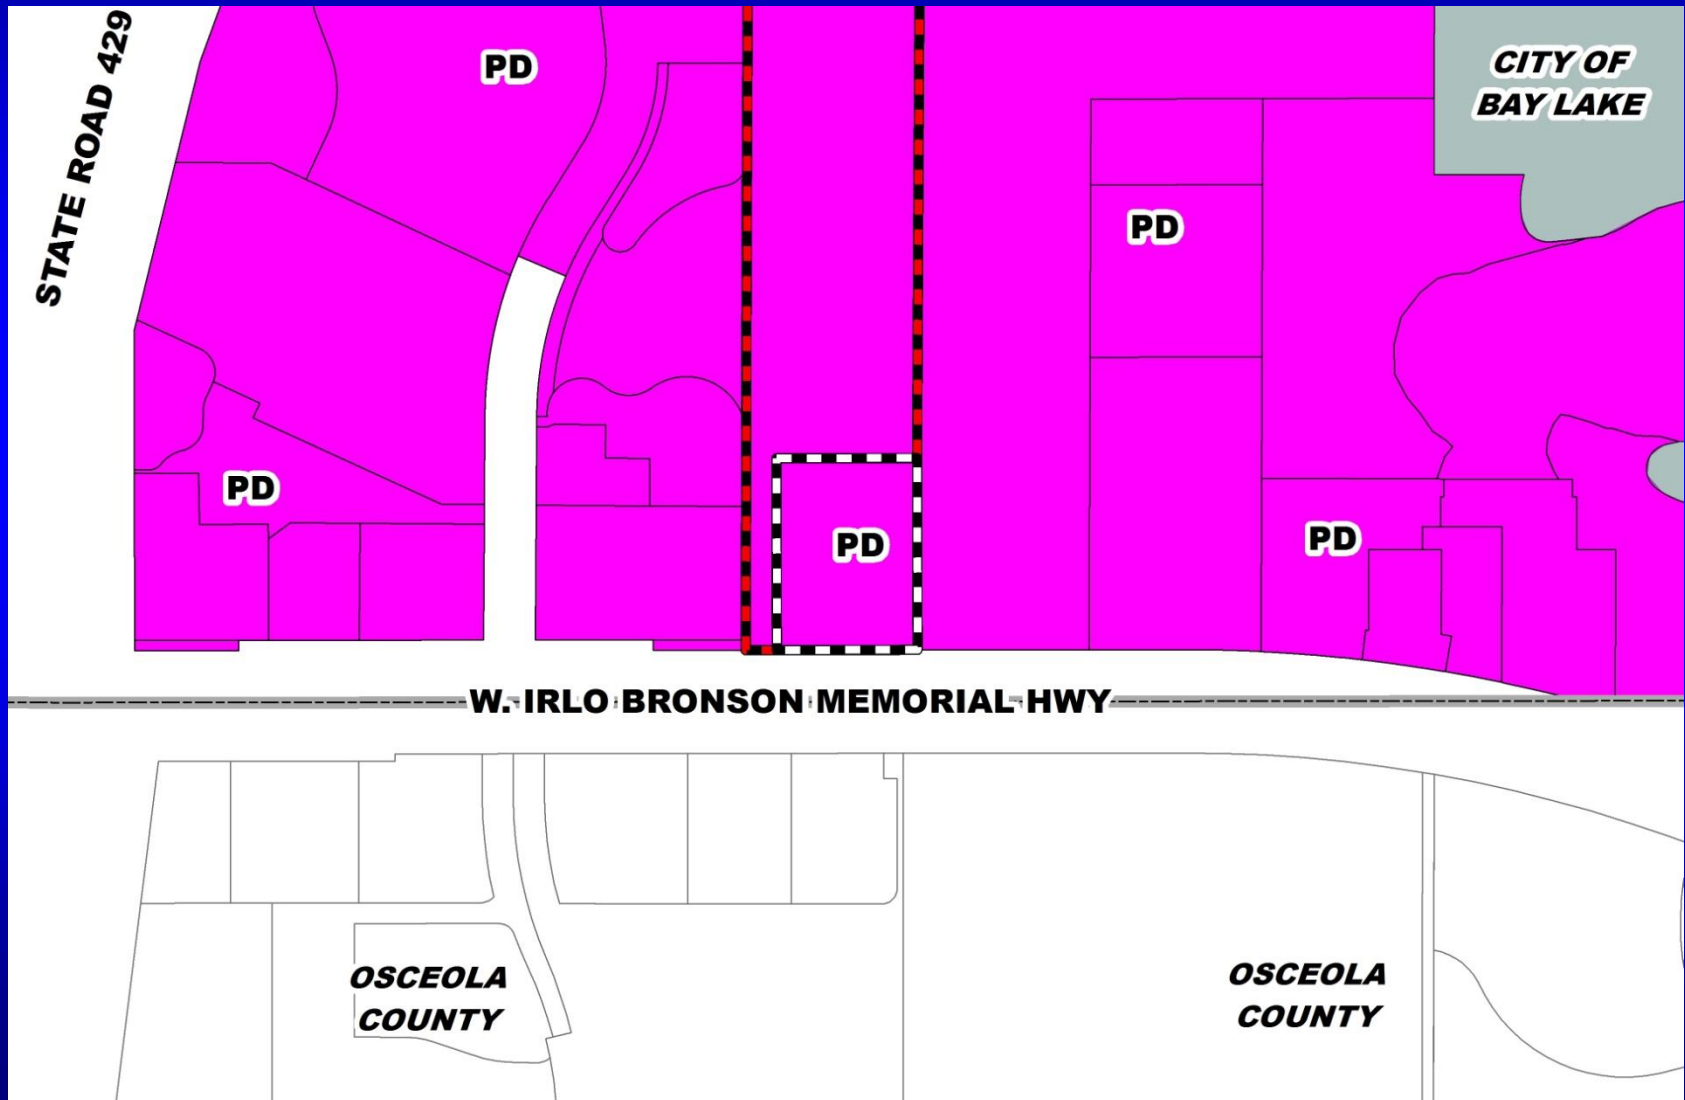 STATE ROAD 429
PD
CITY OF
BAY LAKE
PD
PD
PD
PD
W. IRLO BRONSON MEMORIAL HWY
OSCEOLA
COUNTY
OSCEOLA
COUNTY